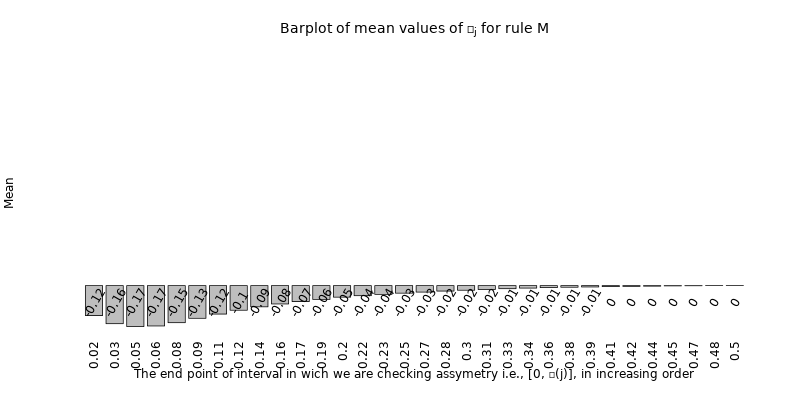 Barplot of mean values of □j for rule M
Mean
-0.12 -0.16 -0.17 -0.17 -0.15 -0.13 -0.12 -0.1 -0.09 -0.08 -0.07 -0.06 -0.05 -0.04 -0.04 -0.03 -0.03 -0.02 -0.02 -0.02 -0.01 -0.01 -0.01 -0.01 -0.01 0 0 0 0 0 0 0
0.02 0.03 0.05 0.06 0.08 0.09 0.11 0.12 0.14 0.16 0.17 0.19 0.2 0.22 0.23 0.25 0.27 0.28 0.3 0.31 0.33 0.34 0.36 0.38 0.39 0.41 0.42 0.44 0.45 0.47 0.48 0.5
The end point of interval in wich we are checking assymetry i.e., [0, □(j)], in increasing order